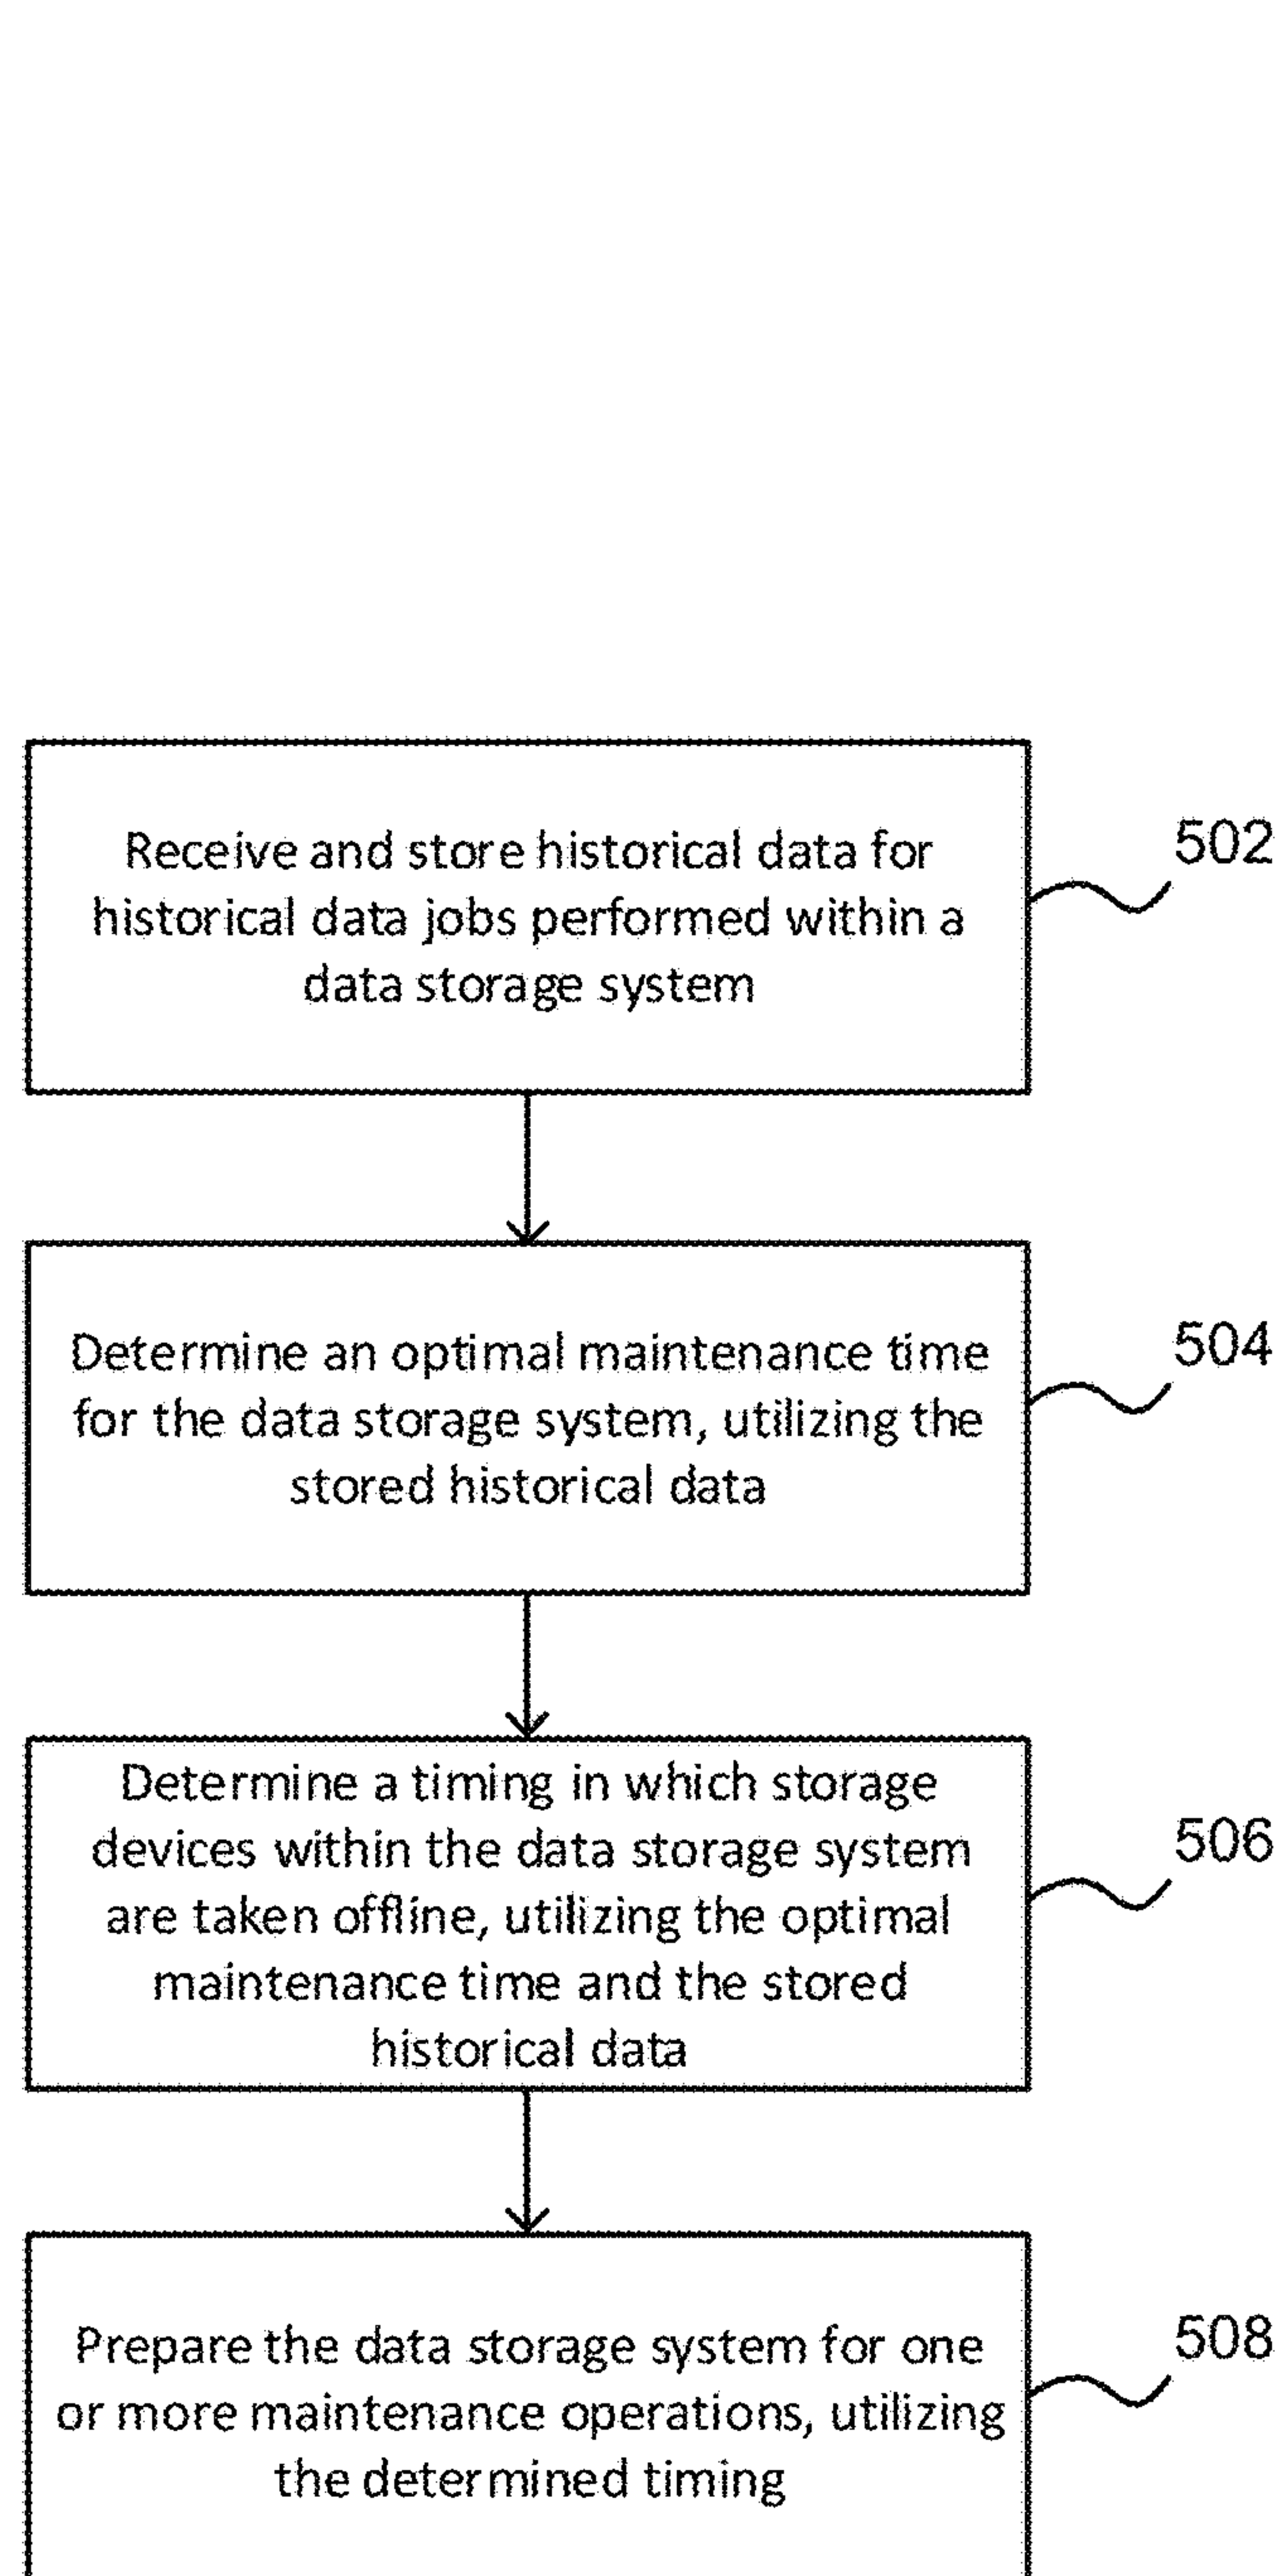 Receive and store historical data for
historical data jobs performed within a
data storage system
502
Determine an optimal maintenance time
for the data storage system, utilizing the
stored historical data
504
Determine a timing in which storage
devices within the data storage system
are taken offline, utilizing the optimal
maintenance time and the stored
historical data
506
Prepare the data storage system for one
or more maintenance operations, utilizing
the determined timing
508